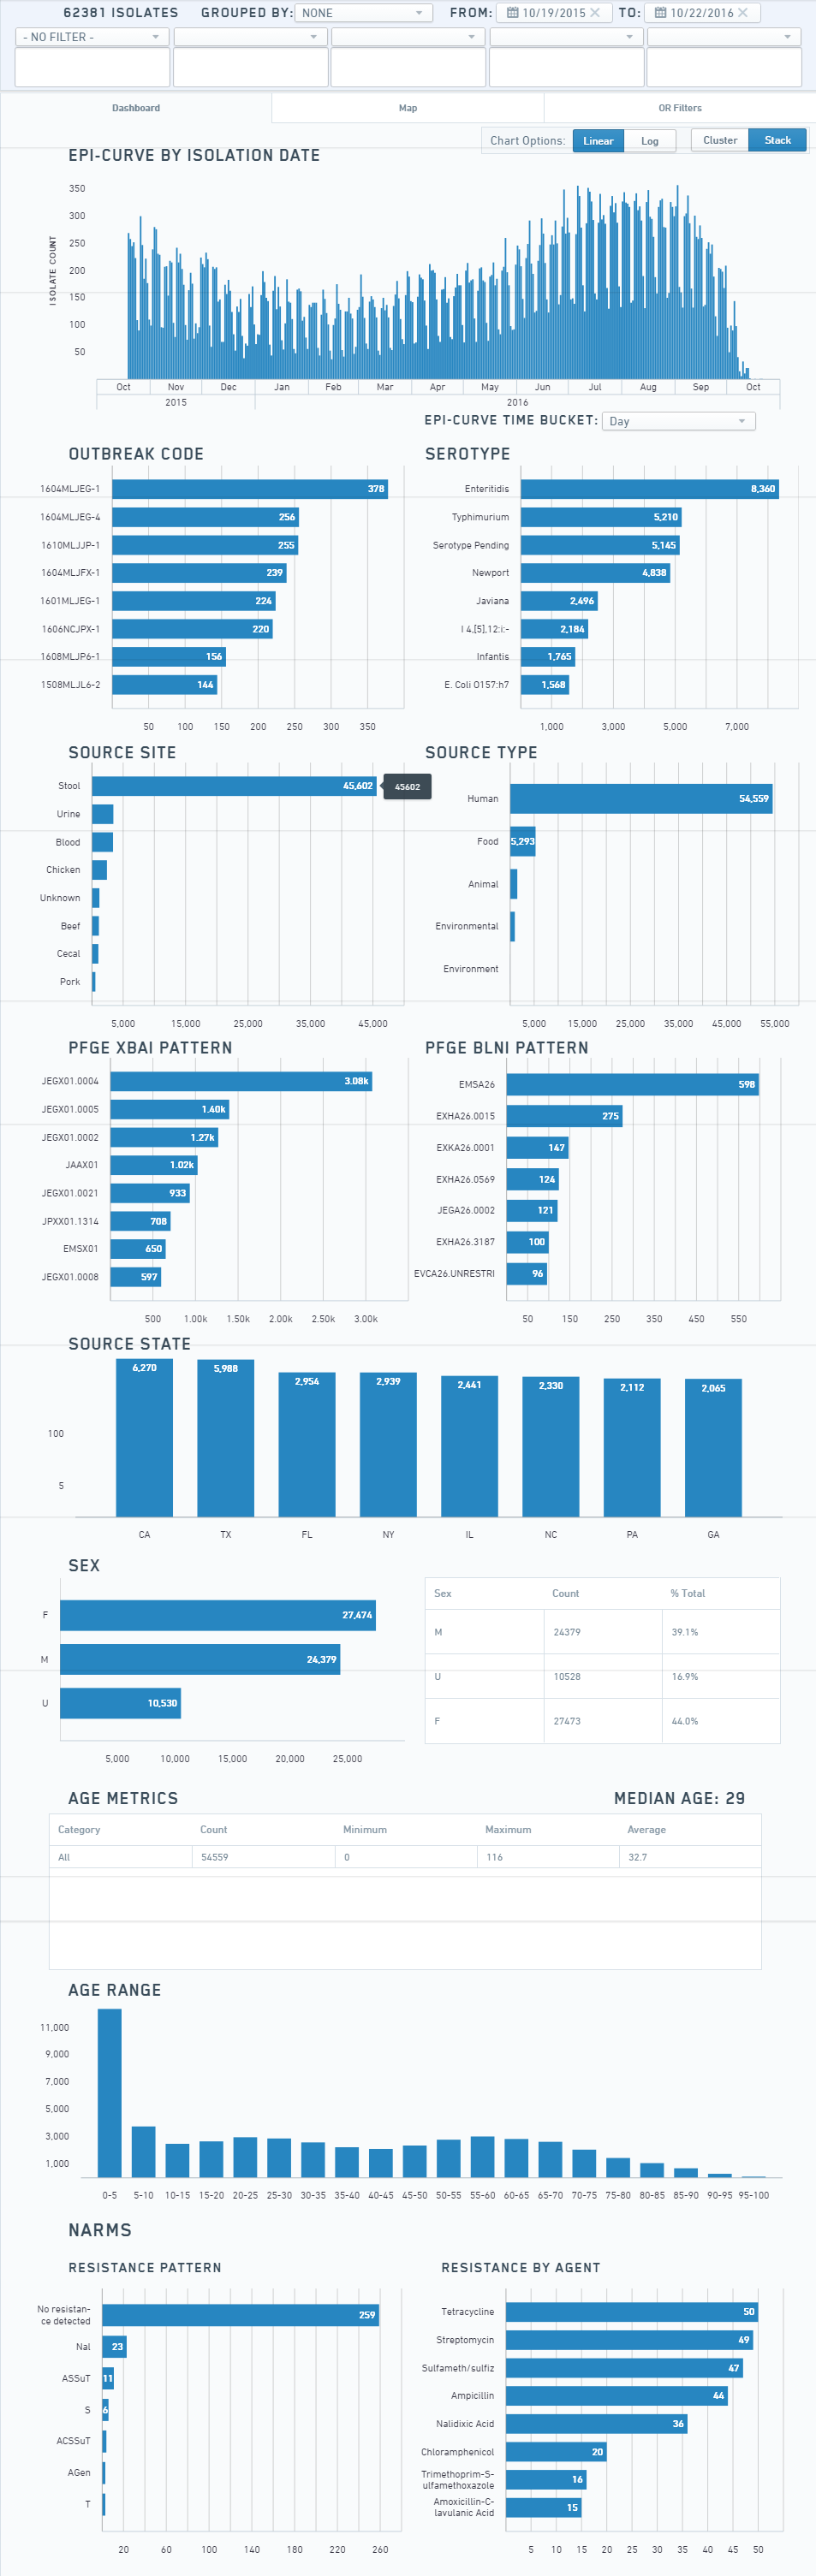 62381 ISOLATES GROUPED BY: NONE FROM: 10/19/2015 TO: 10/22/2016
- NO FILTER -
Dashboard Map OR Filters
Chart Options: Linear Log Cluster Stack
EPI-CURVE BY ISOLATION DATE
350
300
250
200
150
100
50
ISOLATE COUNT
Oct Nov Dec Jan Feb Mar Apr May Jun Jul Aug Sep Oct
2015 2016
EPI-CURVE TIME BUCKET: Day
OUTBREAK CODE
1604MLJEG-1 378
1604MLJEG-4 256
1610MLJJP-1 255
1604MLJFX-1 239
1601MLJEG-1 224
1606NCJPX-1 220
1608MLJP6-1 156
1508MLJL6-2 144
50 100 150 200 250 300 350
SEROTYPE
Enteritidis 8,360
Typhimurium 5,210
Serotype Pending 5,145
Newport 4,838
Javiana 2,496
I 4,[5],12:i:- 2,184
Infantis 1,765
E. Coli O157:h7 1,568
1,000 3,000 5,000 7,000
SOURCE SITE
Stool 45,602 45602
Urine
Blood
Chicken
Unknown
Beef
Cecal
Pork
5,000 15,000 25,000 35,000 45,000
SOURCE TYPE
Human 54,559
Food 5,293
Animal
Environmental
Environment
5,000 15,000 25,000 35,000 45,000 55,000
PFGE XBAI PATTERN
JEGX01.0004 3.08k
JEGX01.0005 1.40k
JEGX01.0002 1.27k
JAAX01 1.02k
JEGX01.0021 933
JPXX01.1314 708
EMSX01 650
JEGX01.0008 597
500 1.00k 1.50k 2.00k 2.50k 3.00k
PFGE BLNI PATTERN
EMSA26 598
EXHA26.0015 275
EXKA26.0001 147
EXHA26.0569 124
JEGA26.0002 121
EXHA26.3187 100
EVCA26.UNRESTRI 96
50 150 250 350 450 550
SOURCE STATE
6,270 5,988 2,954 2,939 2,441 2,330 2,112 2,065
100
5
CA TX FL NY IL NC PA GA
SEX
F 27,474
M 24,379
U 10,530
5,000 10,000 15,000 20,000 25,000
Sex Count % Total
M 24379 39.1%
U 10528 16.9%
F 27473 44.0%
AGE METRICS MEDIAN AGE: 29
Category Count Minimum Maximum Average
All 54559 0 116 32.7
AGE RANGE
11,000
9,000
7,000
5,000
3,000
1,000
0-5 5-10 10-15 15-20 20-25 25-30 30-35 35-40 40-45 45-50 50-55 55-60 60-65 65-70 70-75 75-80 80-85 85-90 90-95 95-100
NARMS
RESISTANCE PATTERN
No resistan-
ce detected 259
Nal 23
ASSuT 11
S 6
ACSSuT
AGen
T
20 60 100 140 180 220 260
RESISTANCE BY AGENT
Tetracycline 50
Streptomycin 49
Sulfameth/sulfiz 47
Ampicillin 44
Nalidixic Acid 36
Chloramphenicol 20
Trimethoprim-S-
ulfamethoxazole 16
Amoxicillin-C-
lavulanic Acid 15
5 10 15 20 25 30 35 40 45 50